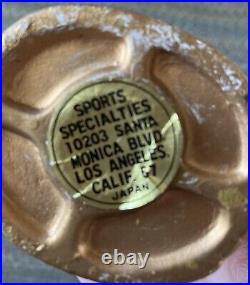 SPORTS
SPECIALTIES
10203 SANTA
MONICA BLVD
LOS ANGELES,
CALIF. 67
JAPAN